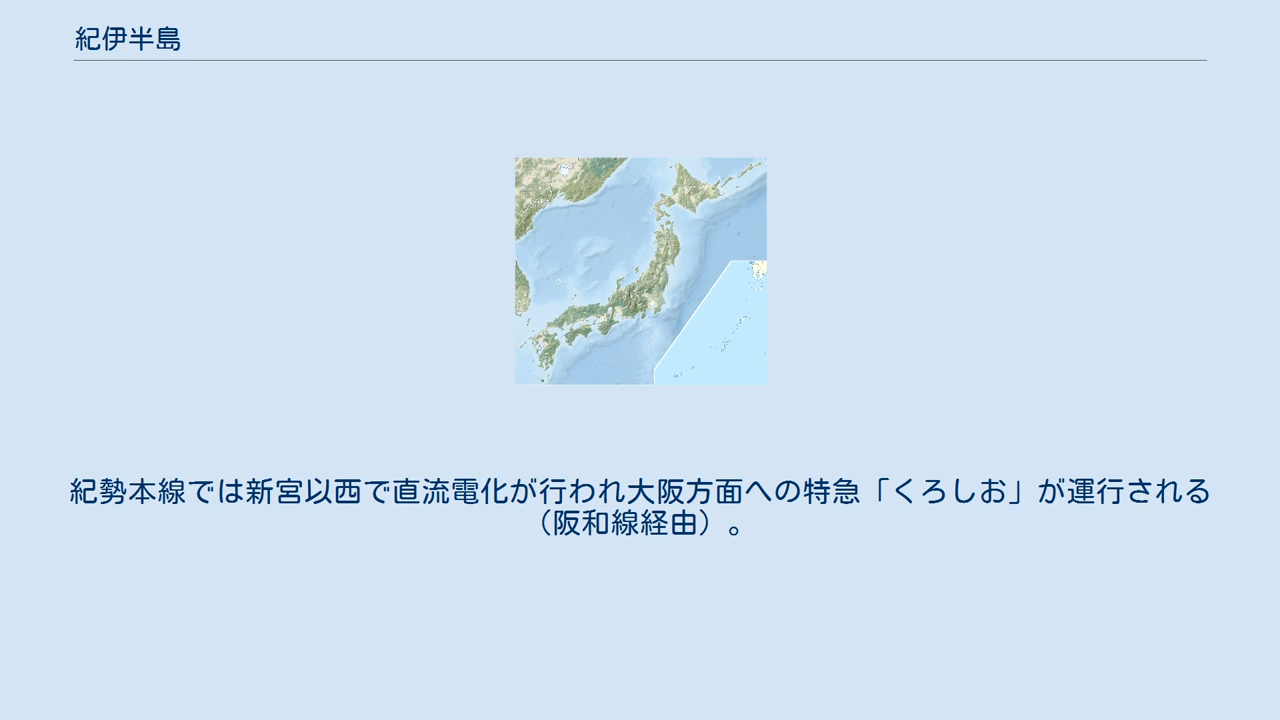 紀伊半島
紀勢本線では新宮以西で直流電化が行われ大阪方面への特急「くろしお」が運行される
（阪和線経由）。